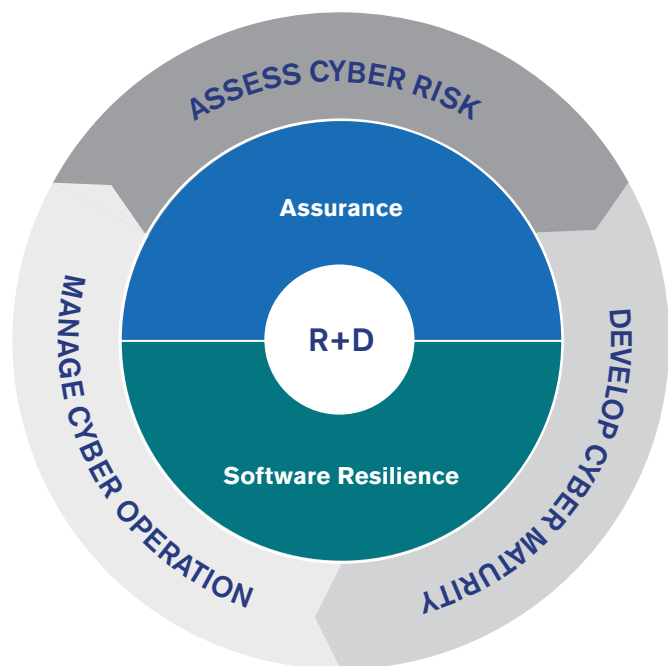 ASSESS CYBER RISK
Assurance
R+D
Software Resilience
DEVELOP CYBER MATURITY
MANAGE CYBER OPERATION